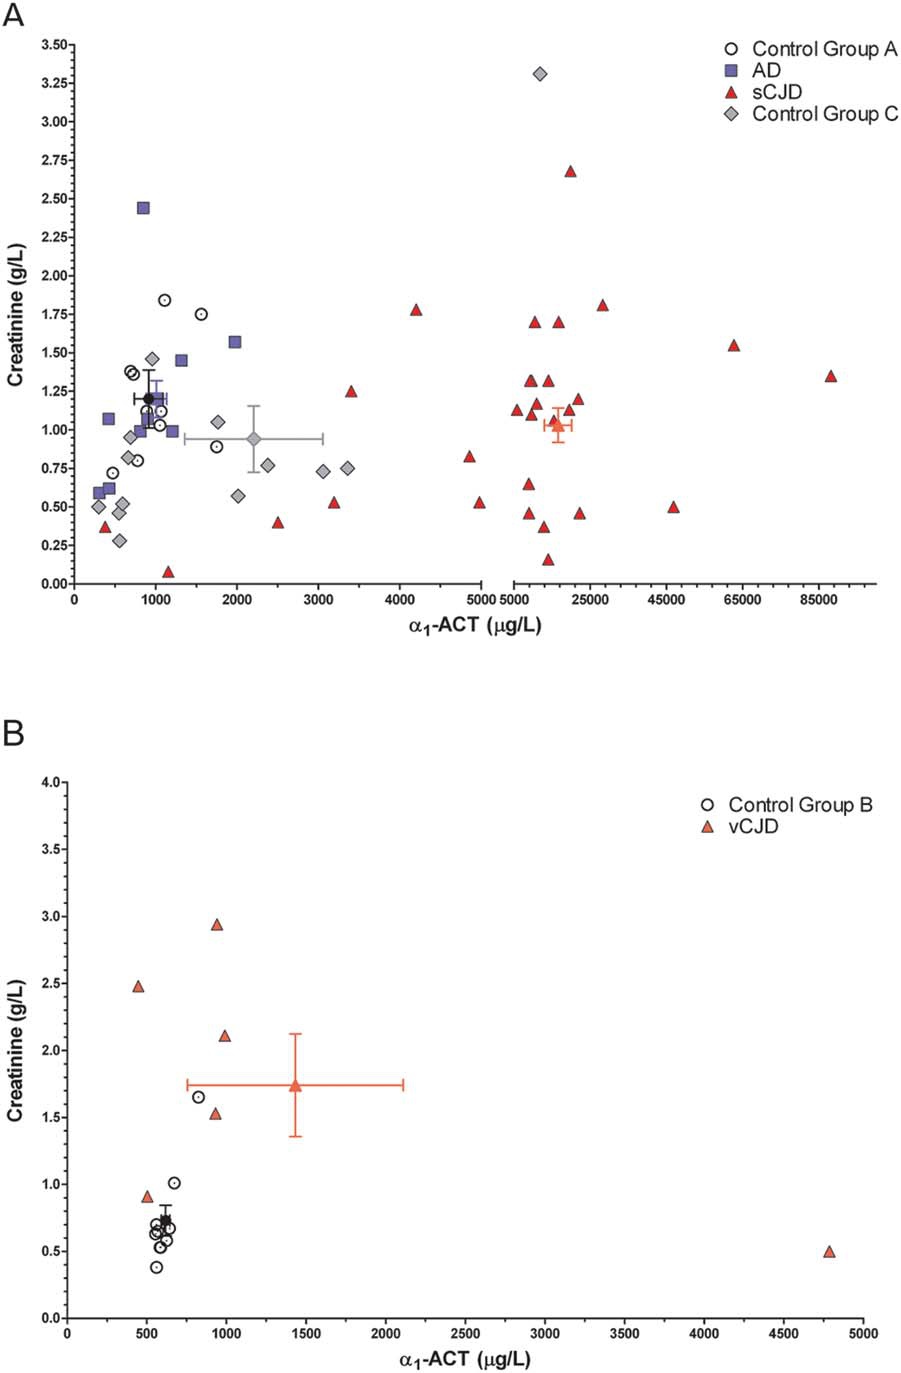 A
Control Group A
AD
sCJD
Control Group C
3.50
3.25
3.00
2.75
2.50
2.25
2.00
1.75
1.50
1.25
1.00
0.75
0.50
0.25
0.00
Creatinine (g/L)
0 1000 2000 3000 4000 5000 5000 25000 45000 65000 85000
α1-ACT (μg/L)
B
Control Group B
vCJD
4.0
3.5
3.0
2.5
2.0
1.5
1.0
0.5
0.0
Creatinine (g/L)
0 500 1000 1500 2000 2500 3000 3500 4000 4500 5000
α1-ACT (μg/L)